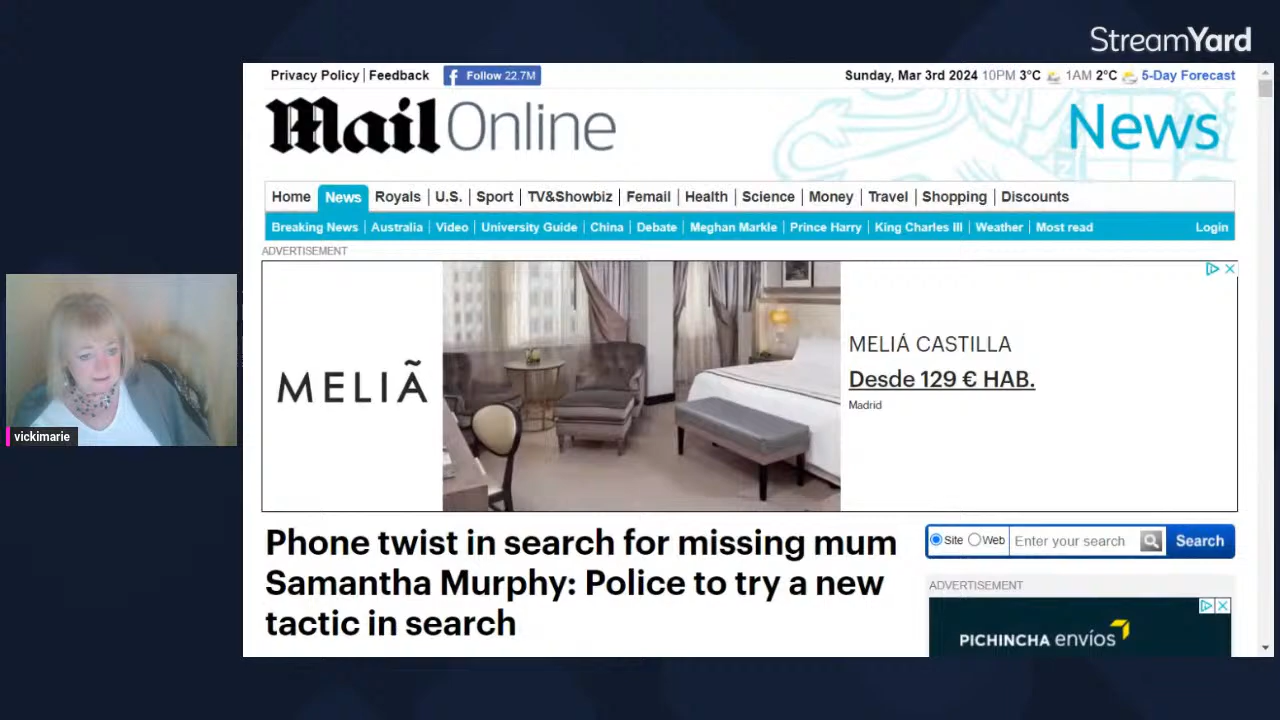 StreamYard
Privacy Policy | Feedback
Follow 22.7M
Sunday, Mar 3rd 2024 10PM 3°C 1AM 2°C 5-Day Forecast
Mail Online
News
Home News Royals U.S. Sport TV&Showbiz Femail Health Science Money Travel Shopping Discounts
Breaking News Australia Video University Guide China Debate Meghan Markle Prince Harry King Charles III Weather Most read Login
ADVERTISEMENT
MELIÃ
MELIÁ CASTILLA
Desde 129 € HAB.
Madrid
vickimarie
Phone twist in search for missing mum
Samantha Murphy: Police to try a new
tactic in search
Site Web Enter your search Search
ADVERTISEMENT
PICHINCHA envíos